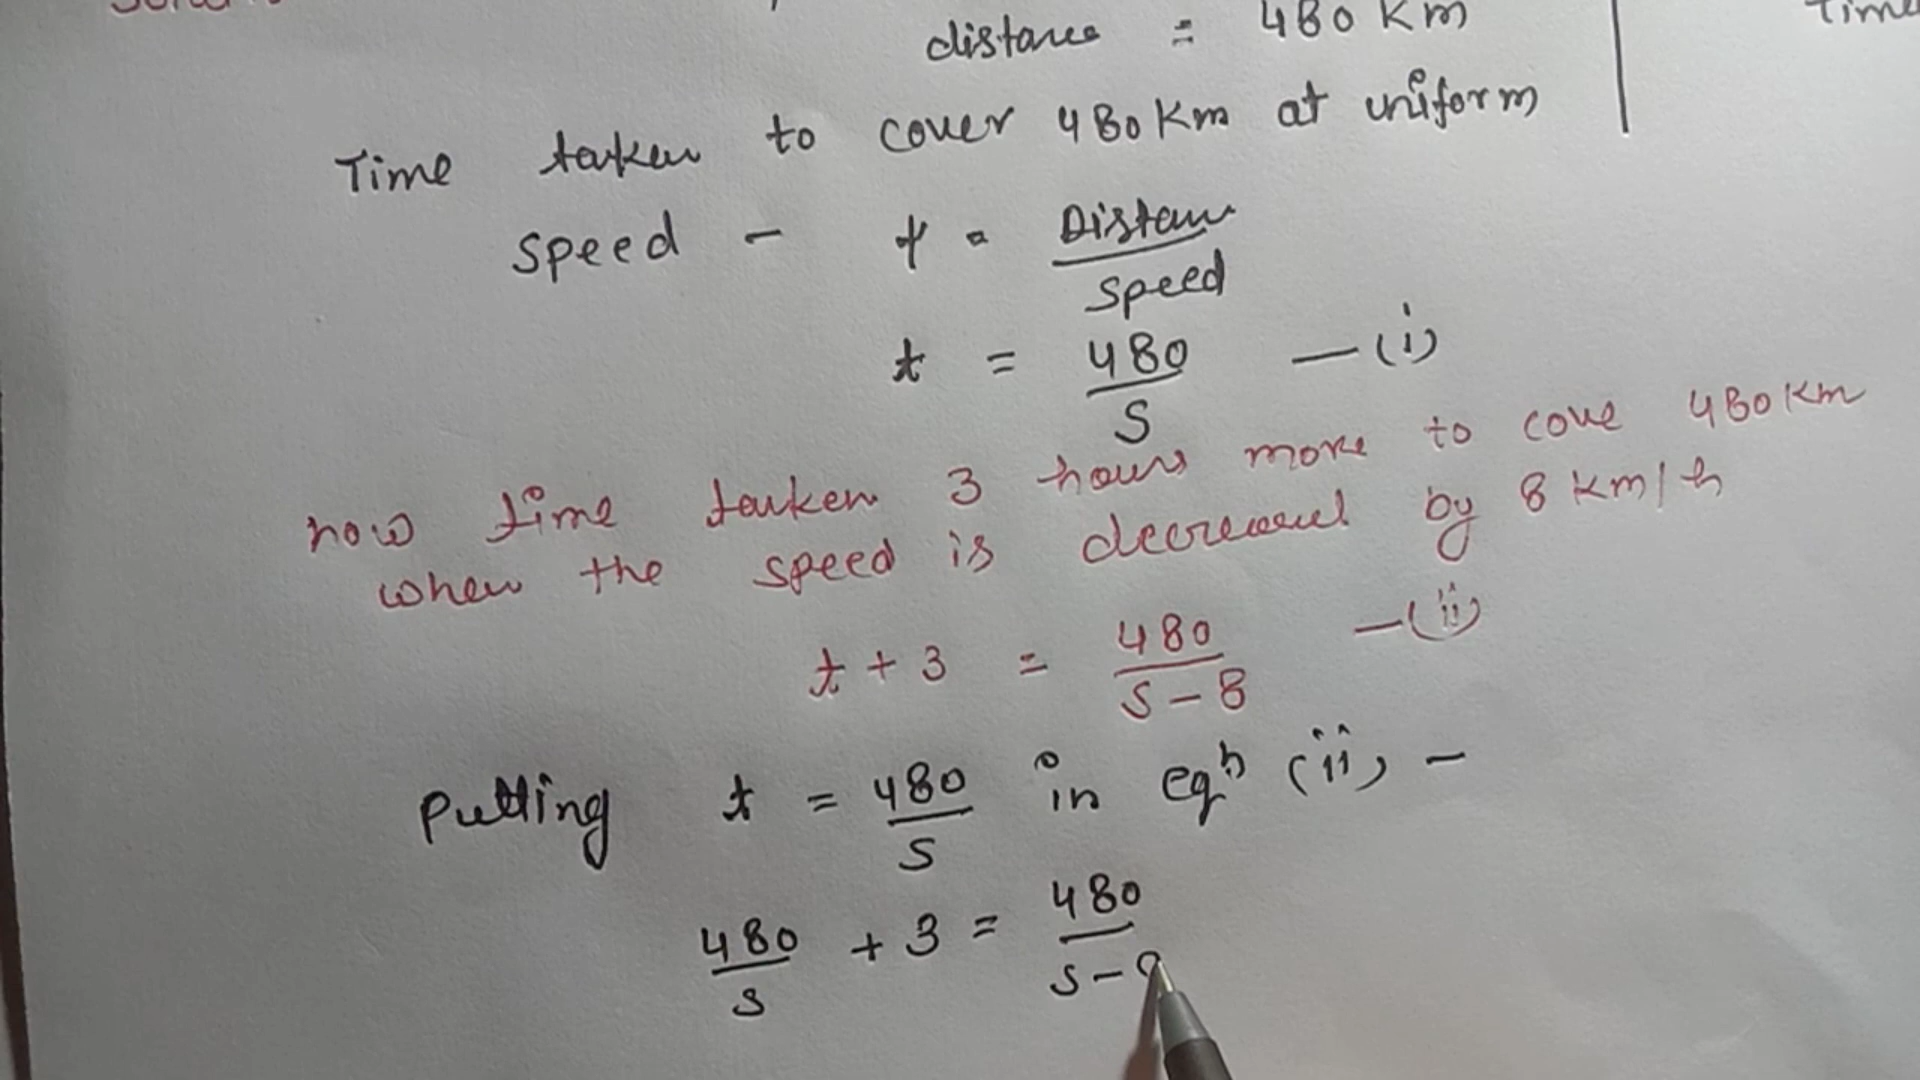 distance = 480 Km
Time
Time taken to cover 480 Km at uniform
speed - t = Distan
speed
t = 480 — (i)
S
now time taken 3 hours more to cove 480 Km
when the speed is decreased by 8 Km/h
t + 3 = 480 — (ii)
S - 8
Putting t = 480 in eqn (ii) -
S
480 + 3 = 480
S S -